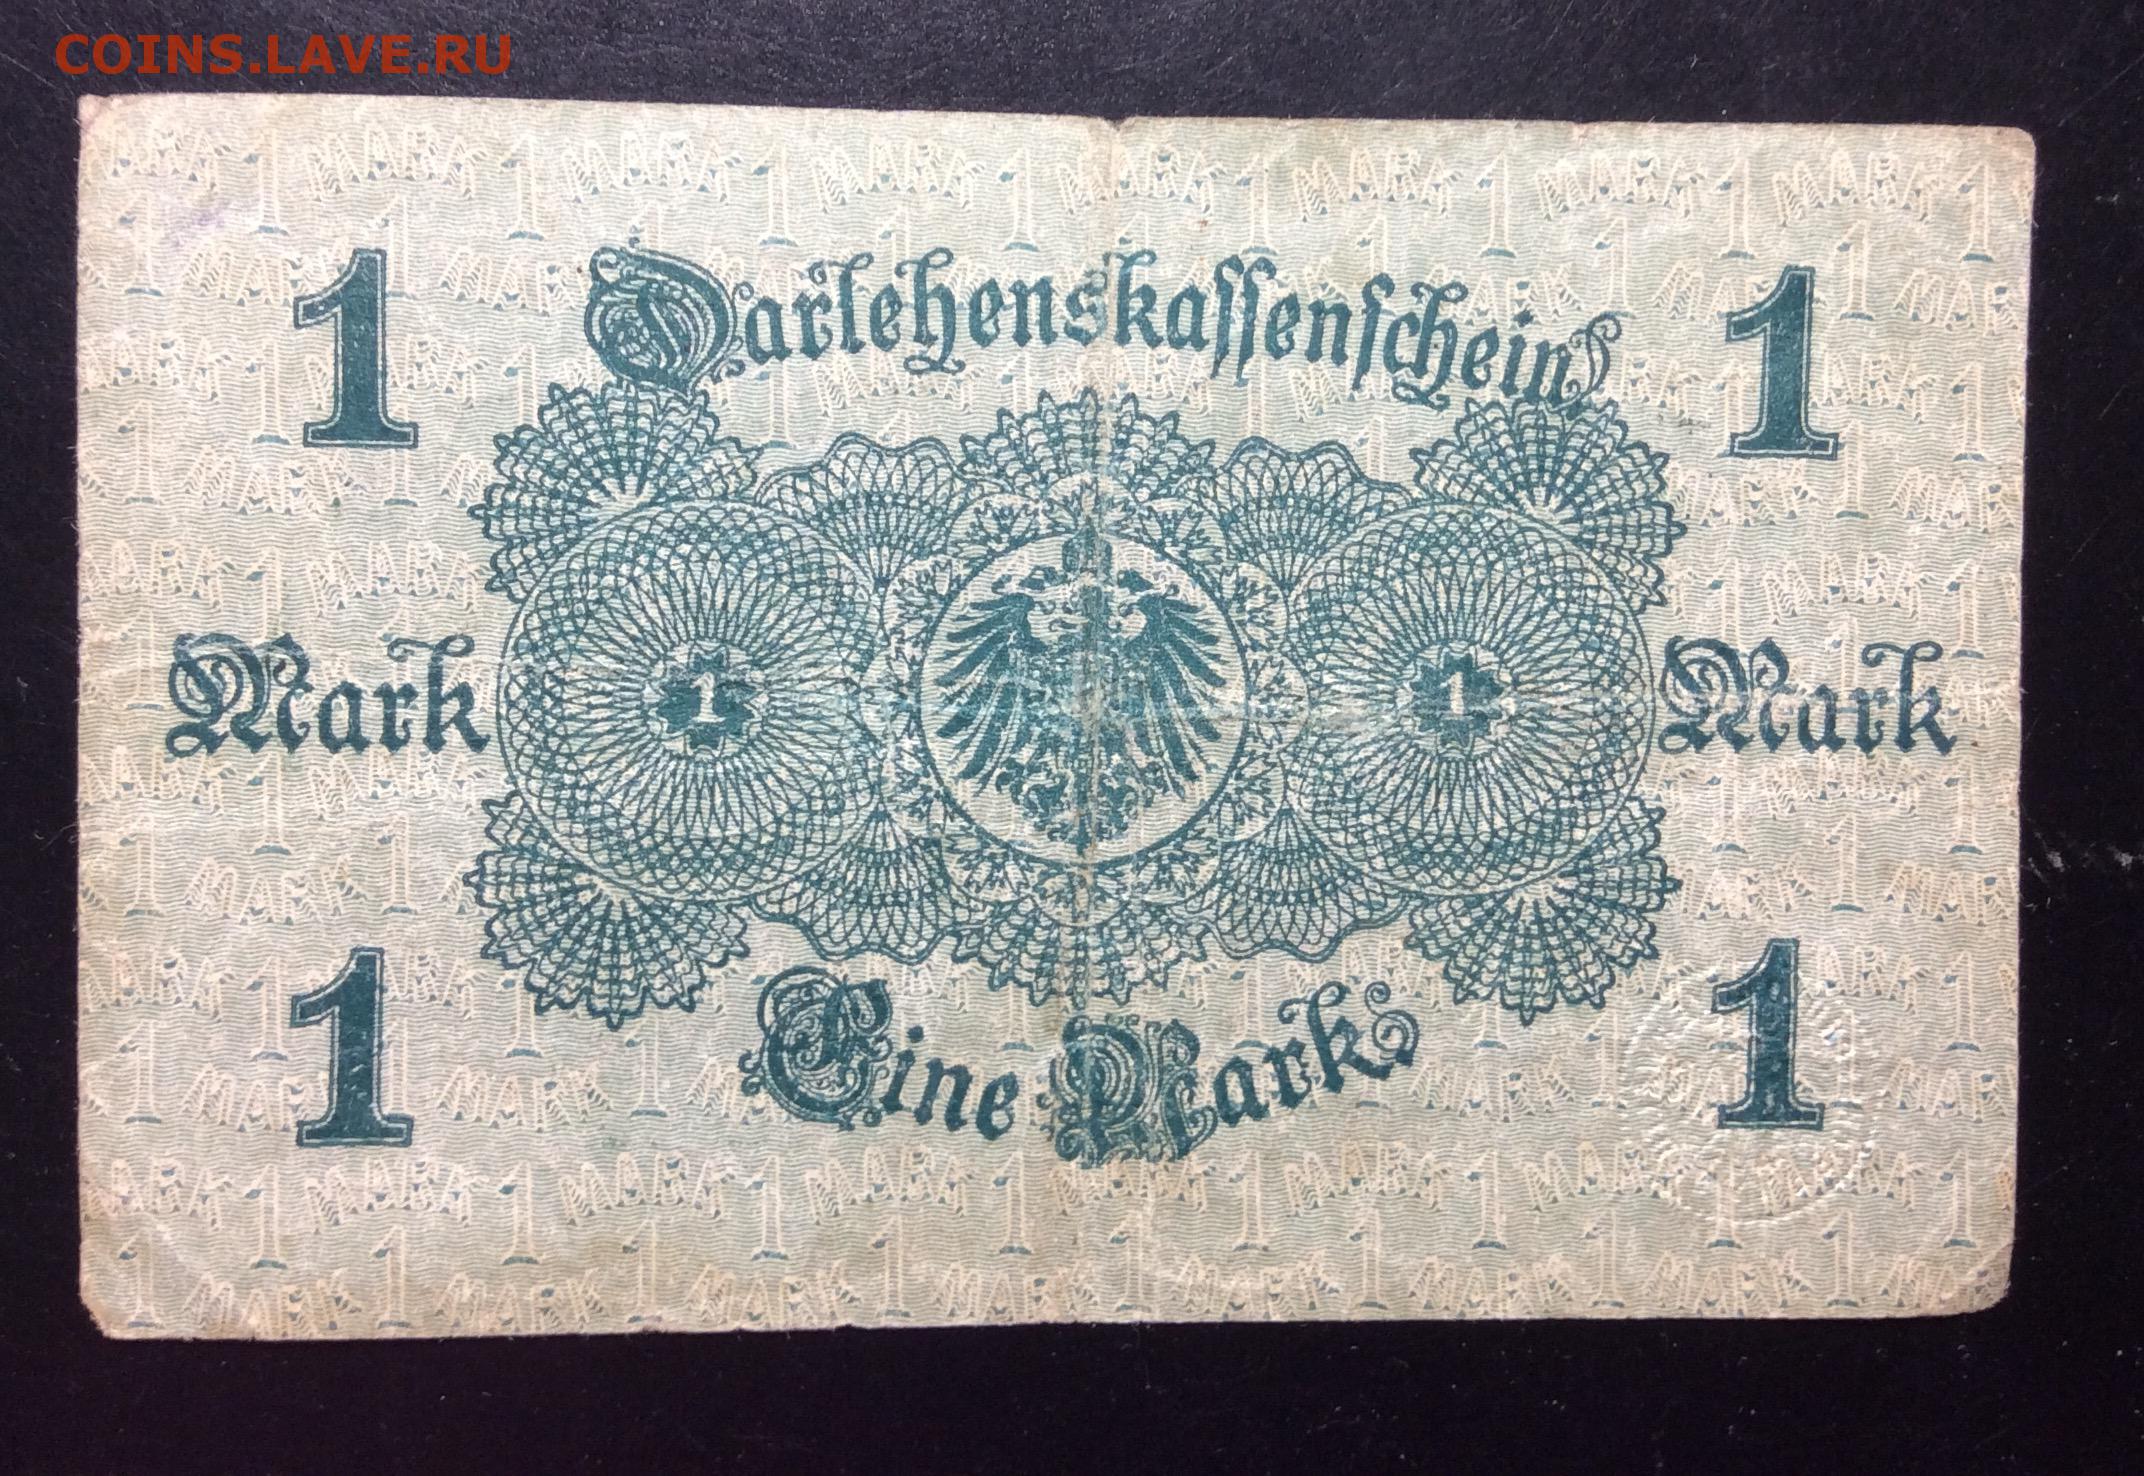 COINS.LAVE.RU
1 Darlehenskassenschein 1
Mark 1 1 Mark
1 Eine Mark 1